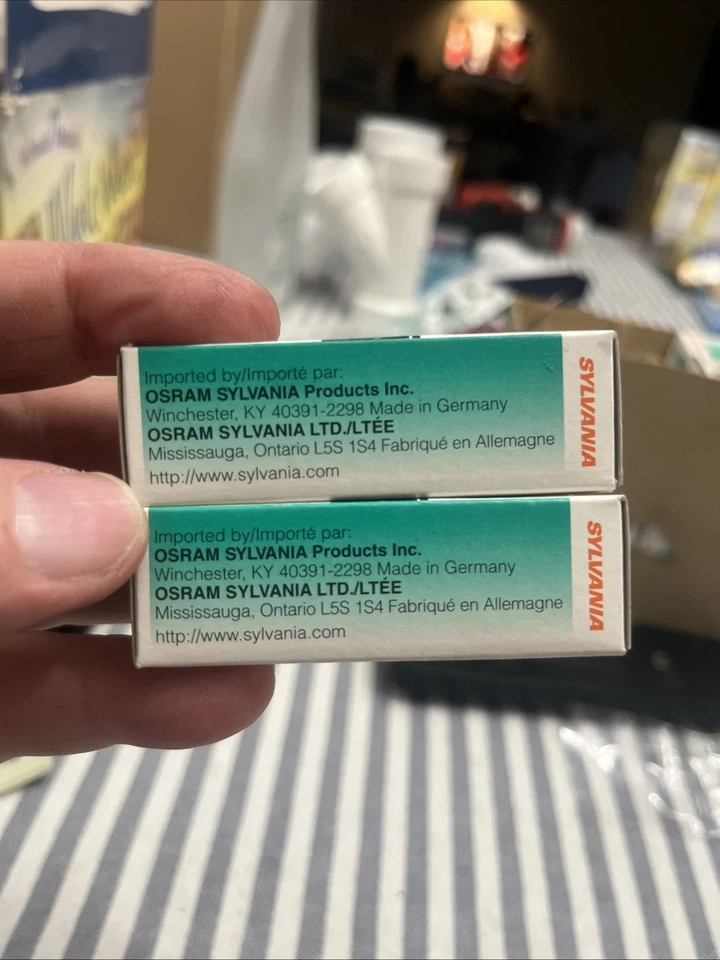 Imported by/Importé par:
OSRAM SYLVANIA Products Inc.
Winchester, KY 40391-2298 Made in Germany
OSRAM SYLVANIA LTD./LTÉE
Mississauga, Ontario L5S 1S4 Fabriqué en Allemagne
http://www.sylvania.com
SYLVANIA
Imported by/Importé par:
OSRAM SYLVANIA Products Inc.
Winchester, KY 40391-2298 Made in Germany
OSRAM SYLVANIA LTD./LTÉE
Mississauga, Ontario L5S 1S4 Fabriqué en Allemagne
http://www.sylvania.com
SYLVANIA